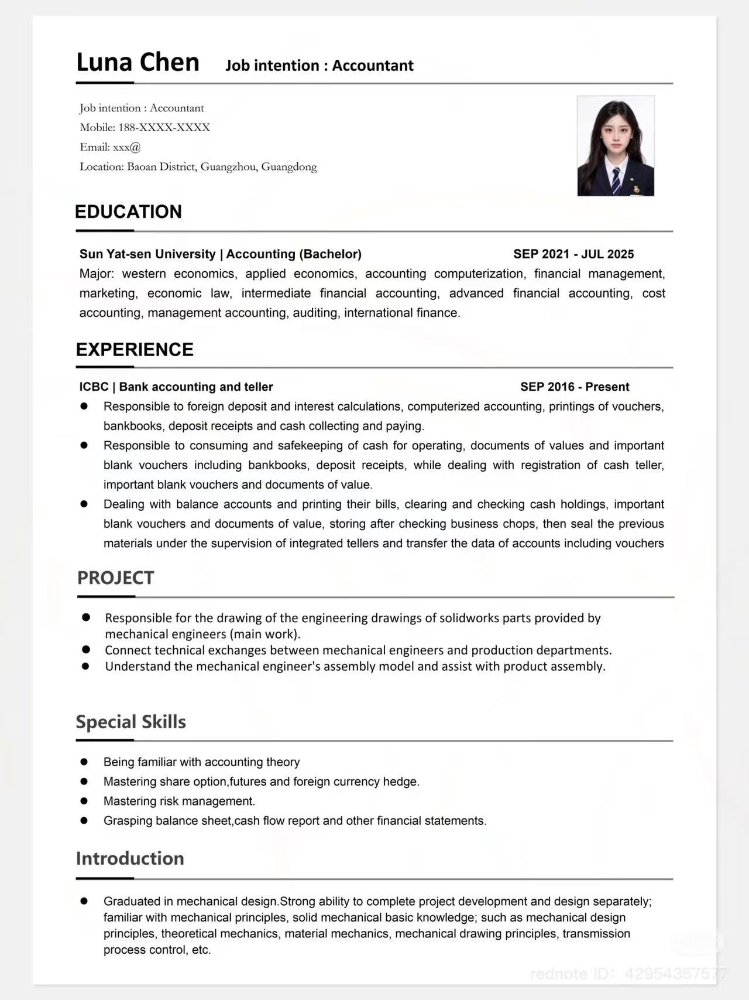 Luna Chen Job intention : Accountant
Job intention : Accountant
Mobile: 188-XXXX-XXXX
Email: xxx@
Location: Baoan District, Guangzhou, Guangdong
EDUCATION
Sun Yat-sen University | Accounting (Bachelor) SEP 2021 - JUL 2025
Major: western economics, applied economics, accounting computerization, financial management,
marketing, economic law, intermediate financial accounting, advanced financial accounting, cost
accounting, management accounting, auditing, international finance.
EXPERIENCE
ICBC | Bank accounting and teller SEP 2016 - Present
● Responsible to foreign deposit and interest calculations, computerized accounting, printings of vouchers,
bankbooks, deposit receipts and cash collecting and paying.
● Responsible to consuming and safekeeping of cash for operating, documents of values and important
blank vouchers including bankbooks, deposit receipts, while dealing with registration of cash teller,
important blank vouchers and documents of value.
● Dealing with balance accounts and printing their bills, clearing and checking cash holdings, important
blank vouchers and documents of value, storing after checking business chops, then seal the previous
materials under the supervision of integrated tellers and transfer the data of accounts including vouchers
PROJECT
● Responsible for the drawing of the engineering drawings of solidworks parts provided by
mechanical engineers (main work).
● Connect technical exchanges between mechanical engineers and production departments.
● Understand the mechanical engineer's assembly model and assist with product assembly.
Special Skills
● Being familiar with accounting theory
● Mastering share option,futures and foreign currency hedge.
● Mastering risk management.
● Grasping balance sheet,cash flow report and other financial statements.
Introduction
● Graduated in mechanical design.Strong ability to complete project development and design separately;
familiar with mechanical principles, solid mechanical basic knowledge; such as mechanical design
principles, theoretical mechanics, material mechanics, mechanical drawing principles, transmission
process control, etc.
rednote ID: 42954357577